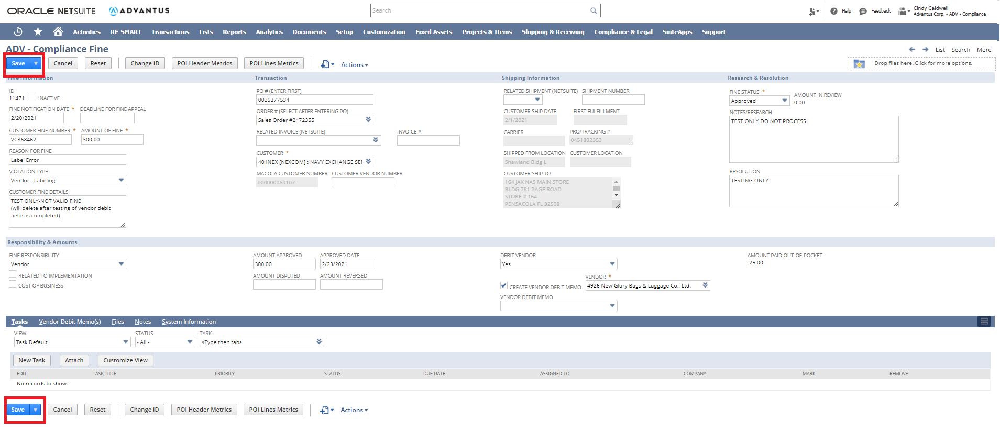 ORACLE NETSUITE ADVANTUS
Search
Help
Feedback
Cindy Caldwell
Advantus Corp. - ADV - Compliance
Activities RF-SMART Transactions Lists Reports Analytics Documents Setup Customization Fixed Assets Projects & Items Shipping & Receiving Compliance & Legal SuiteApps Support
ADV - Compliance Fine
List Search More
Save Cancel Reset Change ID POI Header Metrics POI Lines Metrics Actions
Drop files here. Click for more options.
Fine Information
ID
11471
INACTIVE
FINE NOTIFICATION DATE *
2/20/2021
DEADLINE FOR FINE APPEAL
CUSTOMER FINE NUMBER *
VC368462
AMOUNT OF FINE *
300.00
REASON FOR FINE
Label Error
VIOLATION TYPE
Vendor - Labeling
CUSTOMER FINE DETAILS
TEST ONLY-NOT VALID FINE
(will delete after testing of vendor debit
fields is completed)
Transaction
PO # (ENTER FIRST)
0035377534
ORDER # (SELECT AFTER ENTERING PO)
Sales Order #2472355
RELATED INVOICE (NETSUITE)
INVOICE #
CUSTOMER *
401NEX [NEXCOM] : NAVY EXCHANGE SER
MACOLA CUSTOMER NUMBER
000000060107
CUSTOMER VENDOR NUMBER
Shipping Information
RELATED SHIPMENT (NETSUITE)
SHIPMENT NUMBER
CUSTOMER SHIP DATE
2/1/2021
FIRST FULFILLMENT
CARRIER
PRO/TRACKING #
0451892353
SHIPPED FROM LOCATION
Shawland Bldg L
CUSTOMER LOCATION
CUSTOMER SHIP TO
164 JAX NAS MAIN STORE
BLDG 781 PAGE ROAD
STORE # 164
PENSACOLA FL 32508
Research & Resolution
FINE STATUS *
Approved
AMOUNT IN REVIEW
0.00
NOTES/RESEARCH
TEST ONLY DO NOT PROCESS
RESOLUTION
TESTING ONLY
Responsibility & Amounts
FINE RESPONSIBILITY
Vendor
RELATED TO IMPLEMENTATION
COST OF BUSINESS
AMOUNT APPROVED
300.00
APPROVED DATE
2/23/2021
AMOUNT DISPUTED
AMOUNT REVERSED
DEBIT VENDOR
Yes
CREATE VENDOR DEBIT MEMO
VENDOR *
4926 New Glory Bags & Luggage Co., Ltd.
VENDOR DEBIT MEMO
AMOUNT PAID OUT-OF-POCKET
-25.00
Tasks Vendor Debit Memo(s) Files Notes System Information
VIEW
Task Default
STATUS
- All -
TASK
<Type then tab>
New Task Attach Customize View
EDIT TASK TITLE PRIORITY STATUS DUE DATE ASSIGNED TO COMPANY MARK REMOVE
No records to show.
Save Cancel Reset Change ID POI Header Metrics POI Lines Metrics Actions